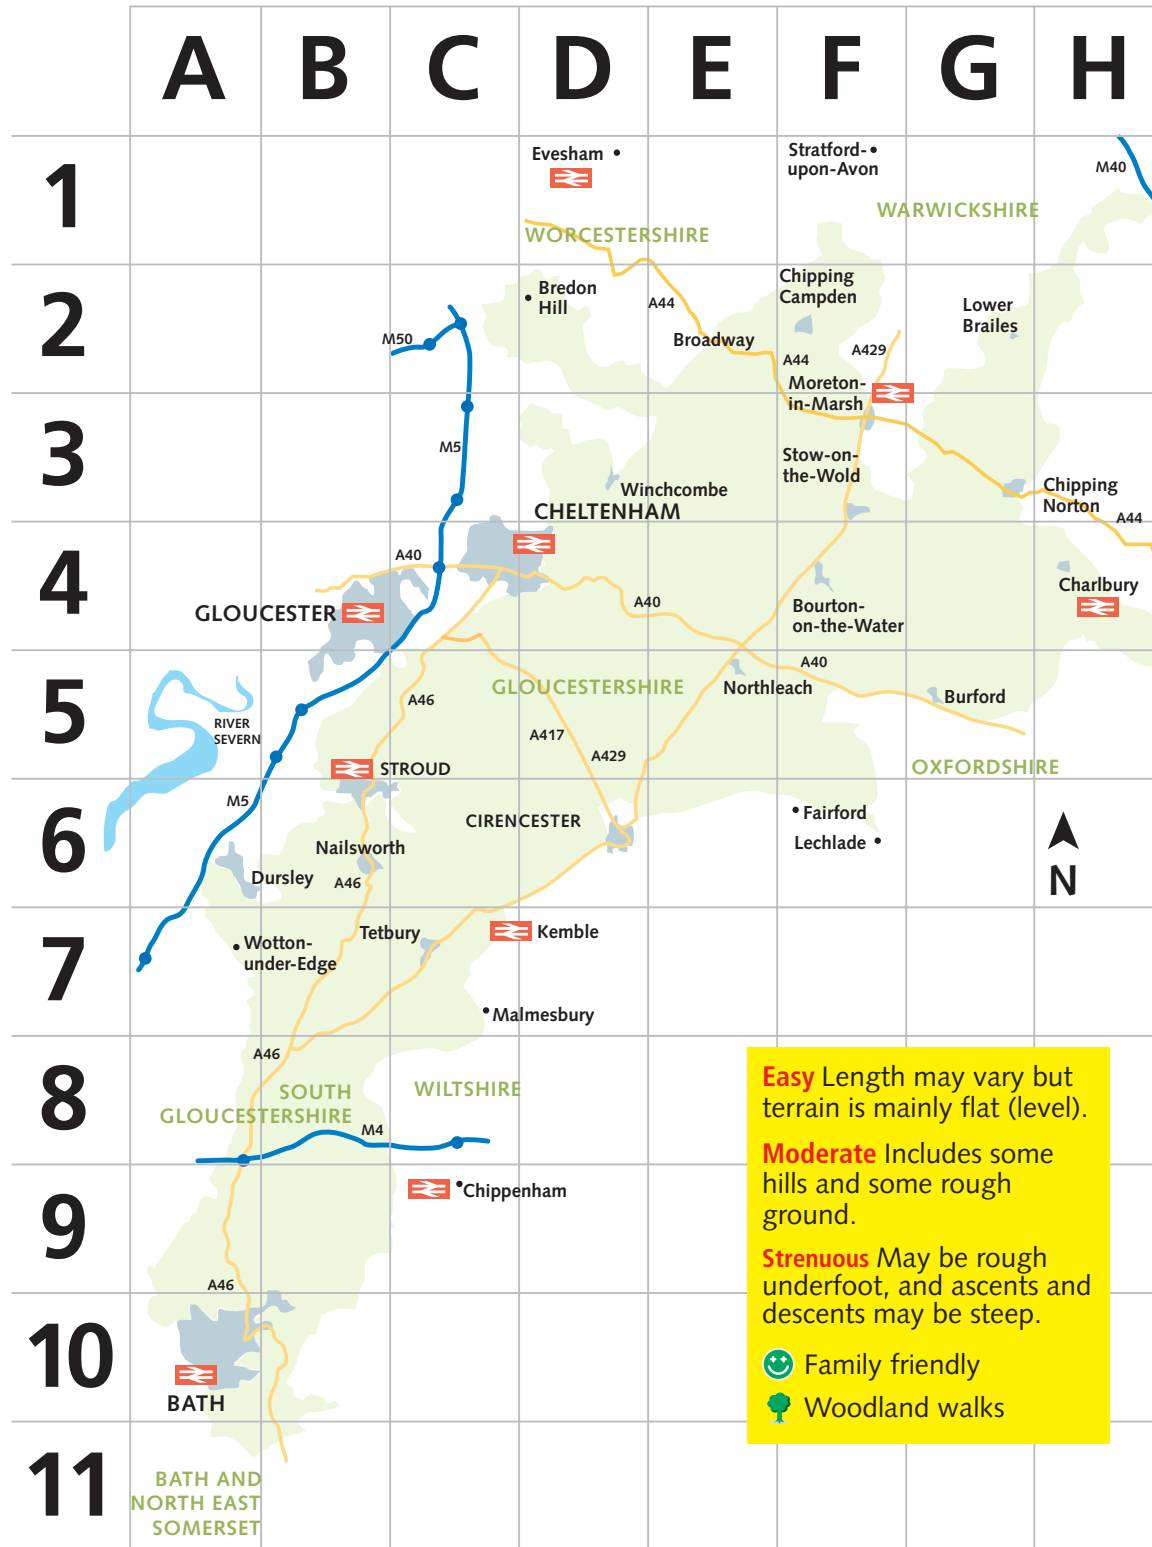 A B C D E F G H
1
Evesham
Stratford-
upon-Avon
M40
WARWICKSHIRE
WORCESTERSHIRE
2
Chipping
Campden
Bredon
Hill
A44
Lower
Brailes
M50
Broadway
A44
A429
Moreton-
in-Marsh
3
M5
Stow-on-
the-Wold
Winchcombe
Chipping
Norton
CHELTENHAM
A44
4
A40
Charlbury
A40
GLOUCESTER
Bourton-
on-the-Water
A40
5
GLOUCESTERSHIRE
Northleach
Burford
A46
RIVER
SEVERN
A417
A429
OXFORDSHIRE
STROUD
6
M5
Fairford
CIRENCESTER
Lechlade
Nailsworth
Dursley
A46
N
7
Tetbury
Kemble
Wotton-
under-Edge
Malmesbury
8
A46
SOUTH
GLOUCESTERSHIRE
WILTSHIRE
M4
Easy Length may vary but
terrain is mainly flat (level).
Moderate Includes some
hills and some rough
ground.
Strenuous May be rough
underfoot, and ascents and
descents may be steep.
Family friendly
Woodland walks
9
Chippenham
A46
10
BATH
11
BATH AND
NORTH EAST
SOMERSET